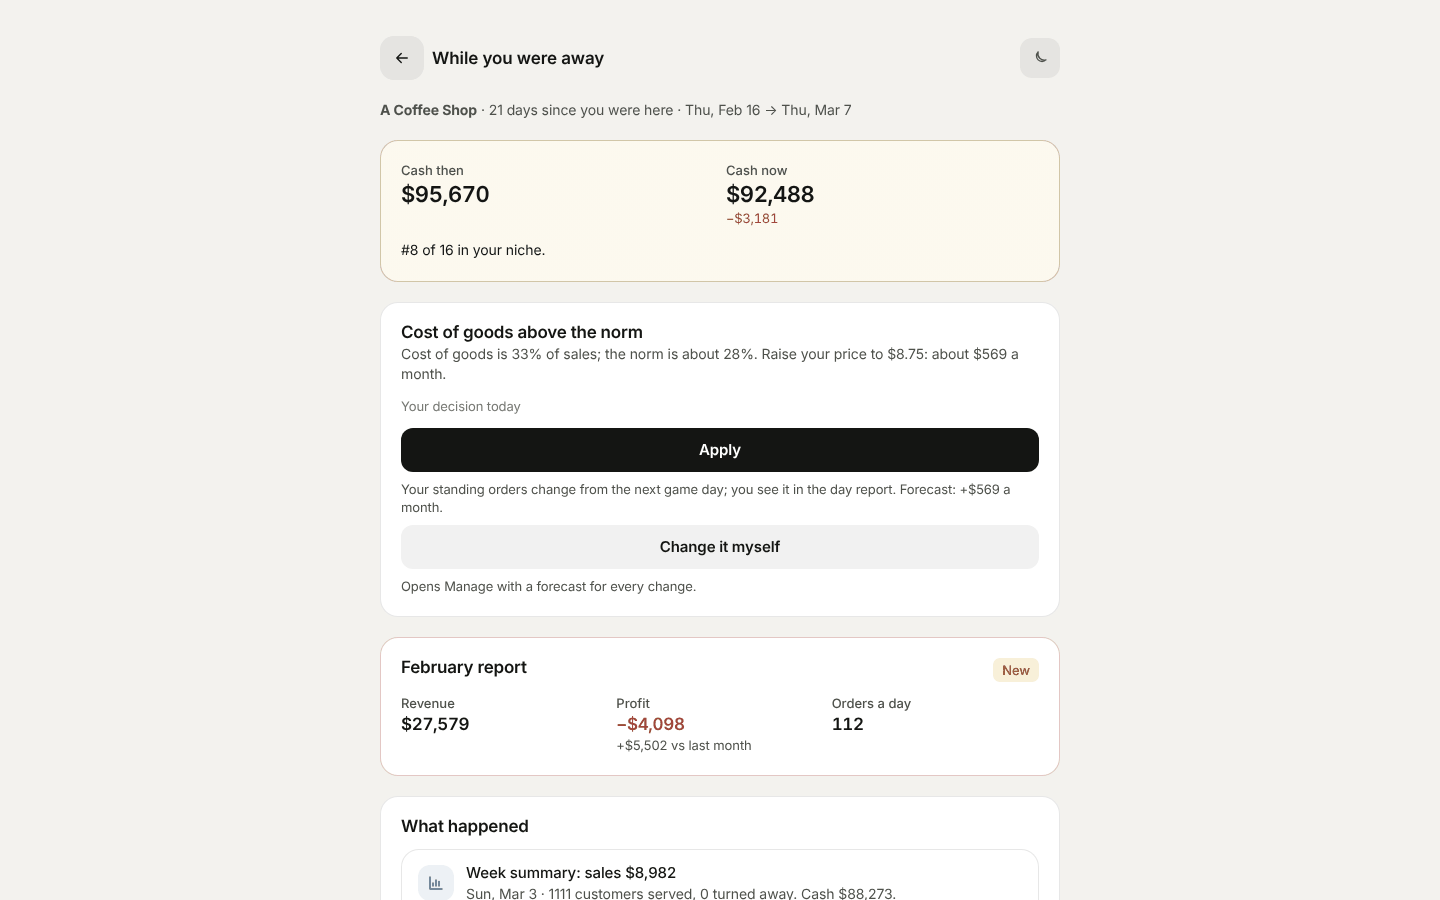 While you were away
A Coffee Shop · 21 days since you were here · Thu, Feb 16 → Thu, Mar 7
Cash then
$95,670
Cash now
$92,488
−$3,181
#8 of 16 in your niche.
Cost of goods above the norm
Cost of goods is 33% of sales; the norm is about 28%. Raise your price to $8.75: about $569 a
month.
Your decision today
Apply
Your standing orders change from the next game day; you see it in the day report. Forecast: +$569 a
month.
Change it myself
Opens Manage with a forecast for every change.
February report
New
Revenue
$27,579
Profit
−$4,098
+$5,502 vs last month
Orders a day
112
What happened
Week summary: sales $8,982
Sun, Mar 3 · 1111 customers served, 0 turned away. Cash $88,273.